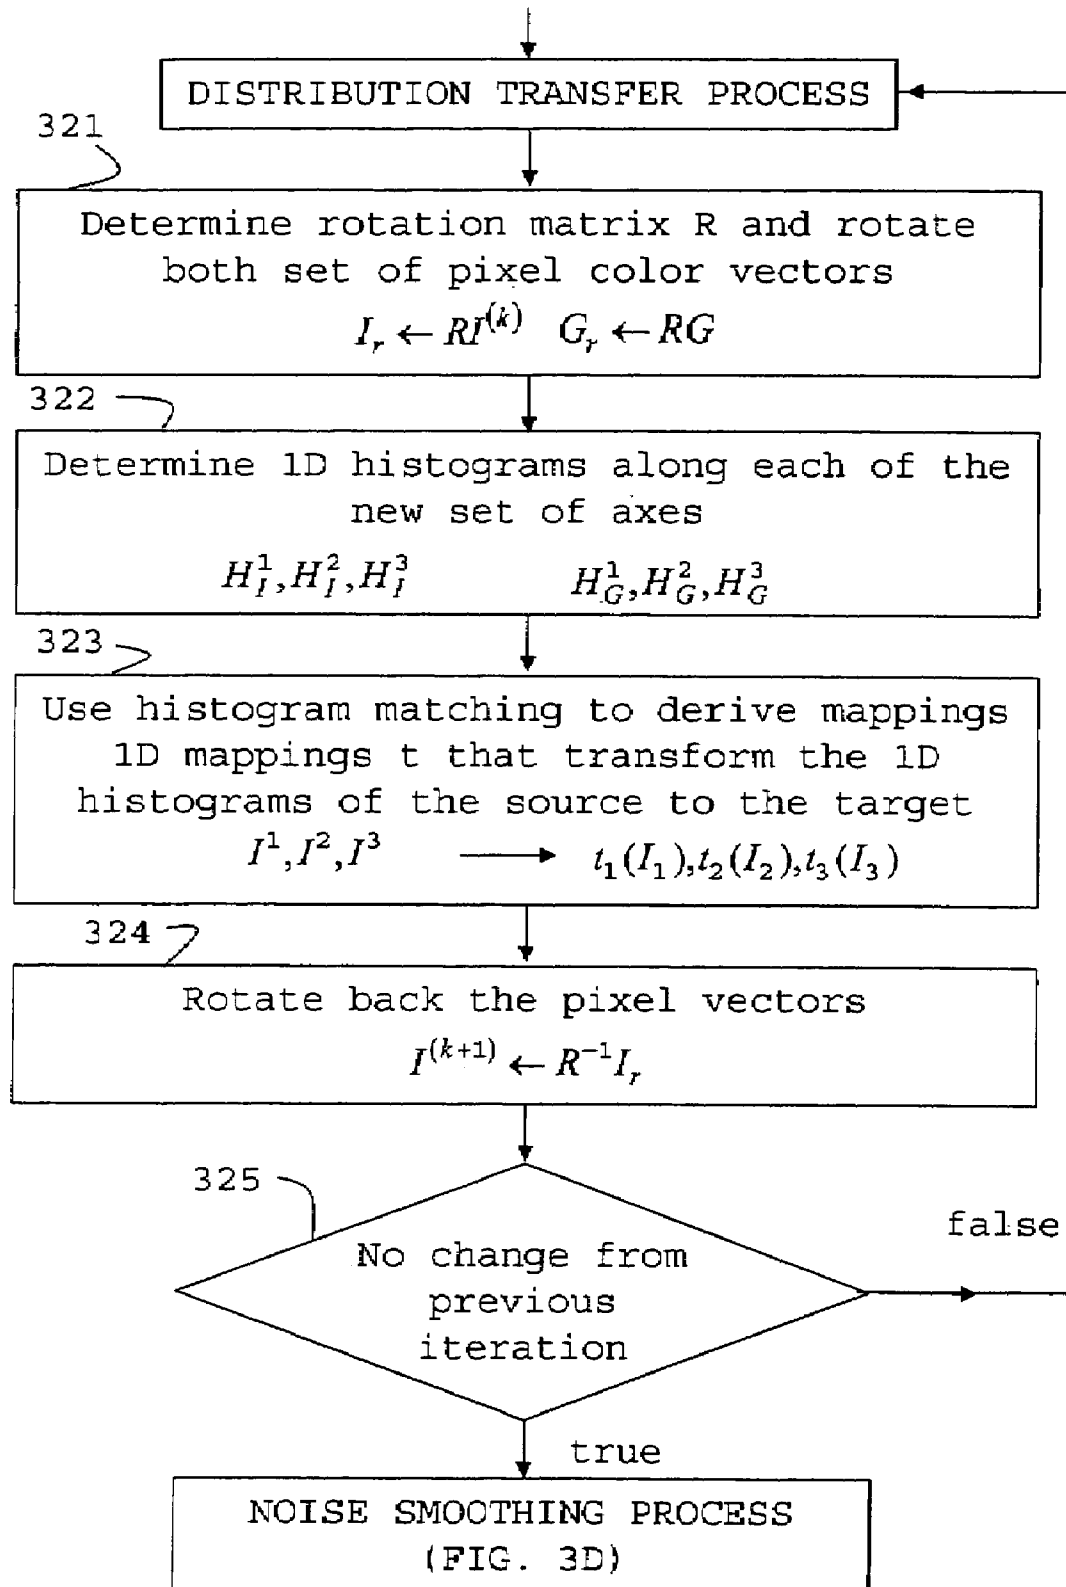 DISTRIBUTION TRANSFER PROCESS
321
Determine rotation matrix R and rotate
both set of pixel color vectors
I_r ← RI^(k) G_r ← RG
322
Determine 1D histograms along each of the
new set of axes
H_I^1, H_I^2, H_I^3 H_G^1, H_G^2, H_G^3
323
Use histogram matching to derive mappings
1D mappings t that transform the 1D
histograms of the source to the target
I^1, I^2, I^3 → t_1(I_1), t_2(I_2), t_3(I_3)
324
Rotate back the pixel vectors
I^(k+1) ← R^-1 I_r
325
No change from
previous
iteration
false
true
NOISE SMOOTHING PROCESS
(FIG. 3D)